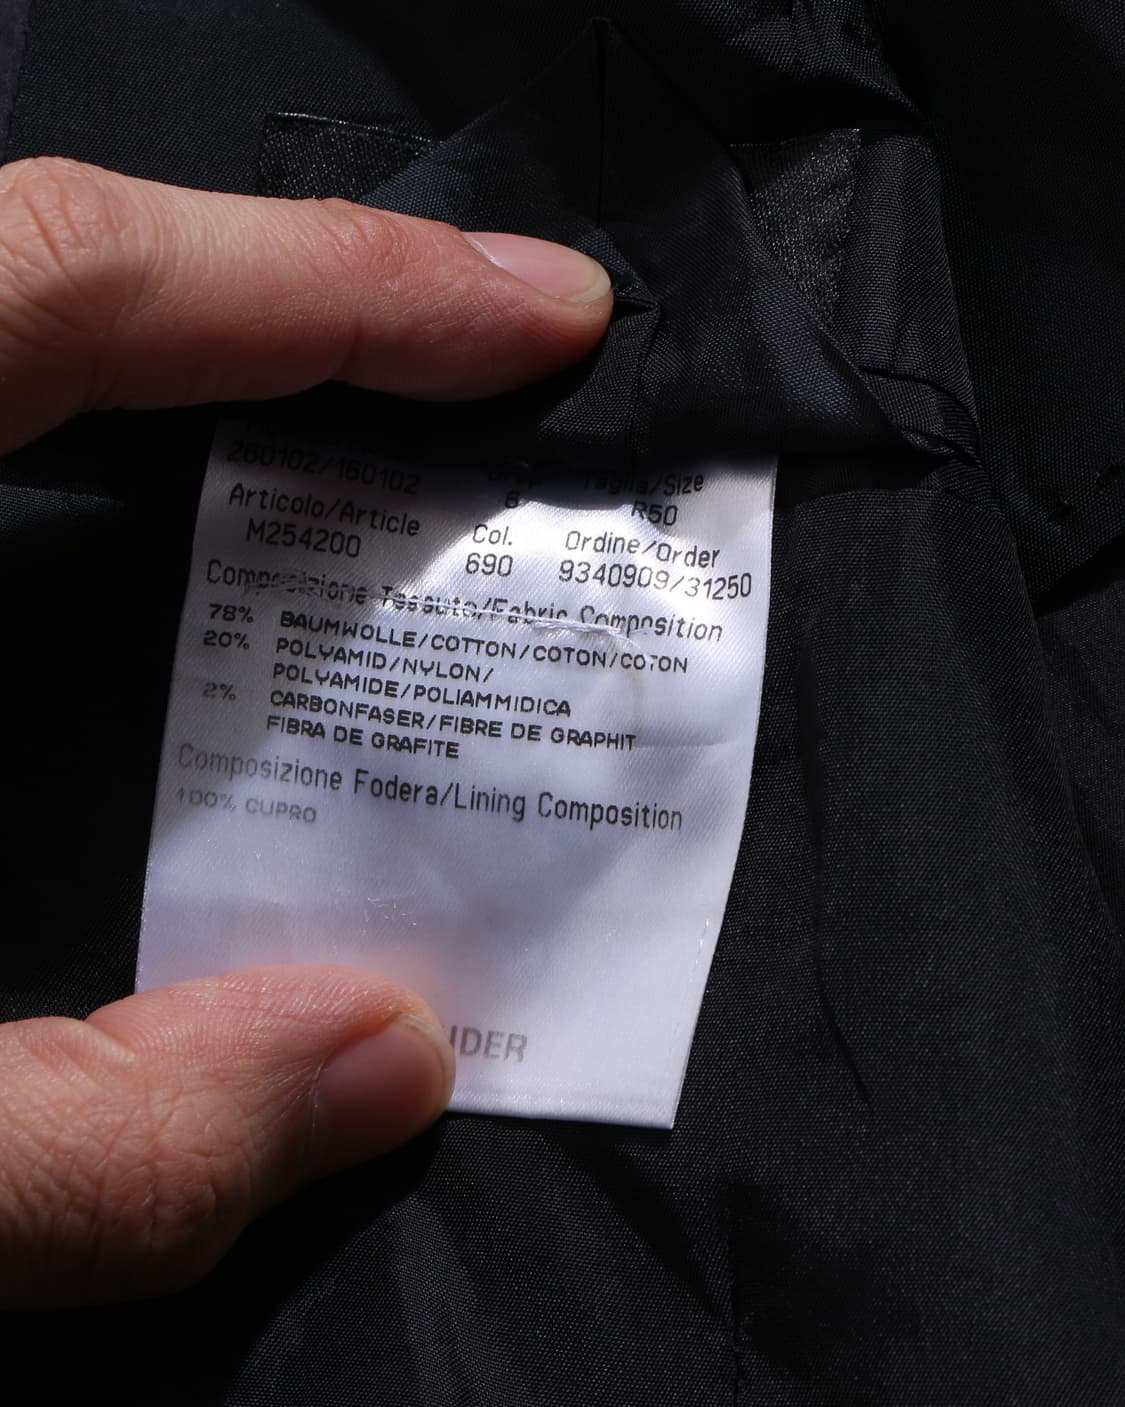 260102/160102 Drop Taglia/Size
6 R50
Articolo/Article Col. Ordine/Order
M254200 690 9340909/31250
Composizione Tessuto/Fabric Composition
78% BAUMWOLLE/COTTON/COTON/COTON
20% POLYAMID/NYLON/
POLYAMIDE/POLIAMMIDICA
2% CARBONFASER/FIBRE DE GRAPHIT
FIBRA DE GRAFITE
Composizione Fodera/Lining Composition
100% CUPRO